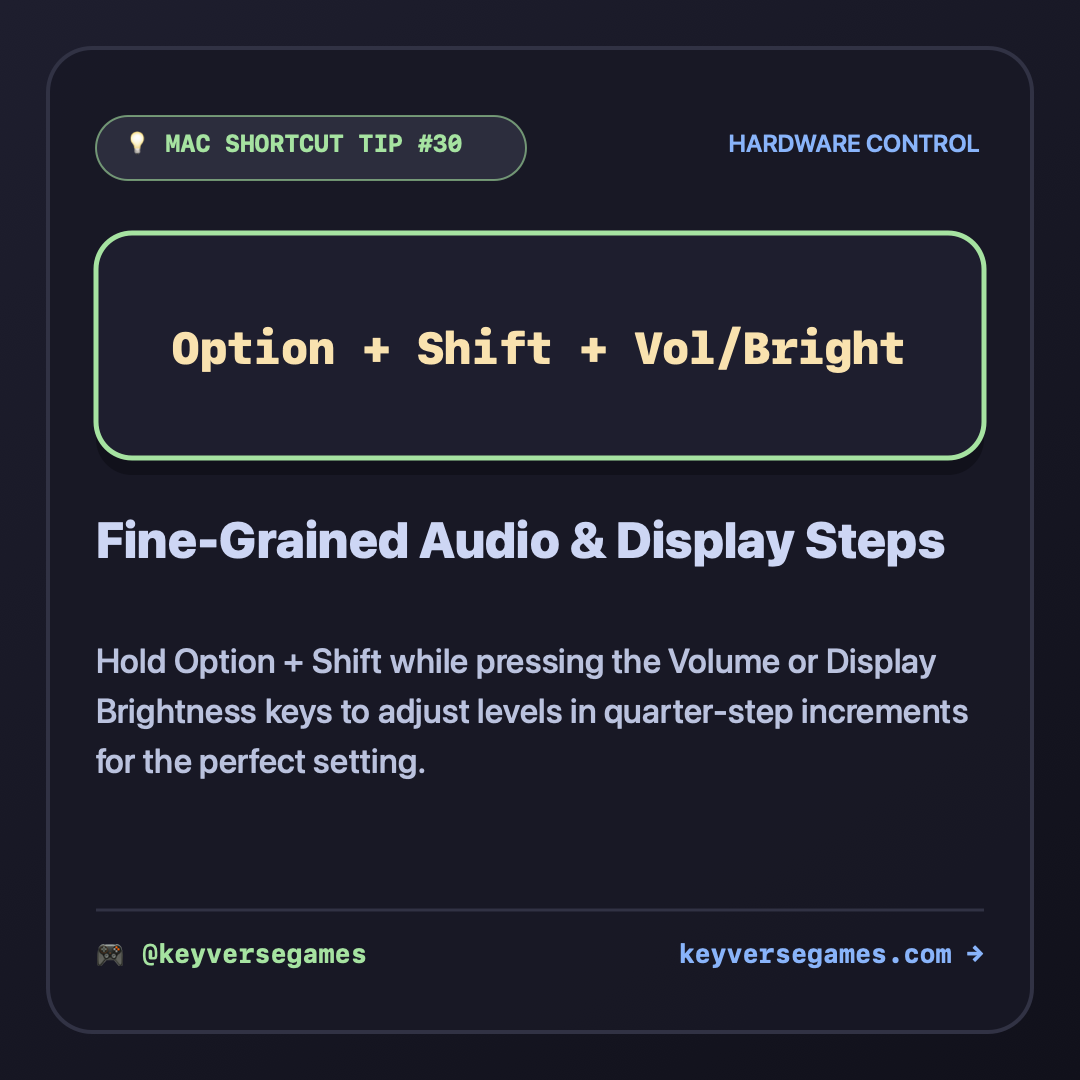 💡 MAC SHORTCUT TIP #30
HARDWARE CONTROL
Option + Shift + Vol/Bright
Fine-Grained Audio & Display Steps
Hold Option + Shift while pressing the Volume or Display
Brightness keys to adjust levels in quarter-step increments
for the perfect setting.
🎮 @keyversegames
keyversegames.com →